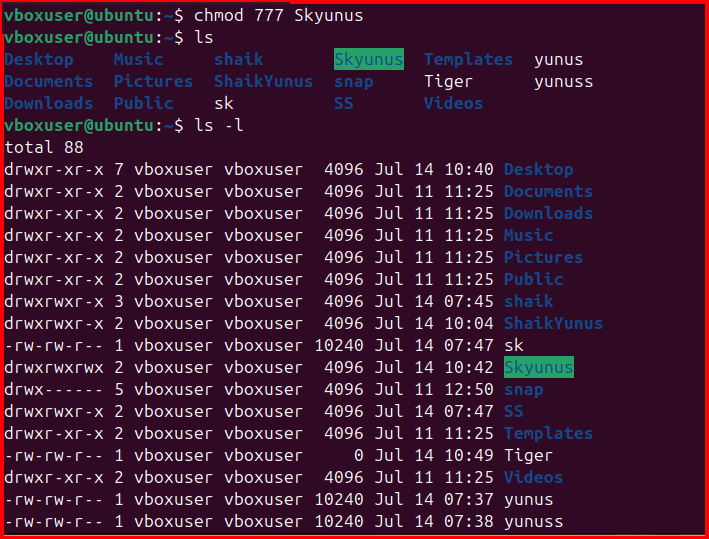 vboxuser@ubuntu:~$ chmod 777 Skyunus
vboxuser@ubuntu:~$ ls
Desktop    Music     shaik       Skyunus  Templates  yunus
Documents  Pictures  ShaikYunus  snap     Tiger      yunuss
Downloads  Public    sk          SS       Videos
vboxuser@ubuntu:~$ ls -l
total 88
drwxr-xr-x 7 vboxuser vboxuser  4096 Jul 14 10:40 Desktop
drwxr-xr-x 2 vboxuser vboxuser  4096 Jul 11 11:25 Documents
drwxr-xr-x 2 vboxuser vboxuser  4096 Jul 11 11:25 Downloads
drwxr-xr-x 2 vboxuser vboxuser  4096 Jul 11 11:25 Music
drwxr-xr-x 2 vboxuser vboxuser  4096 Jul 11 11:25 Pictures
drwxr-xr-x 2 vboxuser vboxuser  4096 Jul 11 11:25 Public
drwxrwxr-x 3 vboxuser vboxuser  4096 Jul 14 07:45 shaik
drwxrwxr-x 2 vboxuser vboxuser  4096 Jul 14 10:04 ShaikYunus
-rw-rw-r-- 1 vboxuser vboxuser 10240 Jul 14 07:47 sk
drwxrwxrwx 2 vboxuser vboxuser  4096 Jul 14 10:42 Skyunus
drwx------ 5 vboxuser vboxuser  4096 Jul 11 12:50 snap
drwxrwxr-x 2 vboxuser vboxuser  4096 Jul 14 07:47 SS
drwxr-xr-x 2 vboxuser vboxuser  4096 Jul 11 11:25 Templates
-rw-rw-r-- 1 vboxuser vboxuser     0 Jul 14 10:49 Tiger
drwxr-xr-x 2 vboxuser vboxuser  4096 Jul 11 11:25 Videos
-rw-rw-r-- 1 vboxuser vboxuser 10240 Jul 14 07:37 yunus
-rw-rw-r-- 1 vboxuser vboxuser 10240 Jul 14 07:38 yunuss